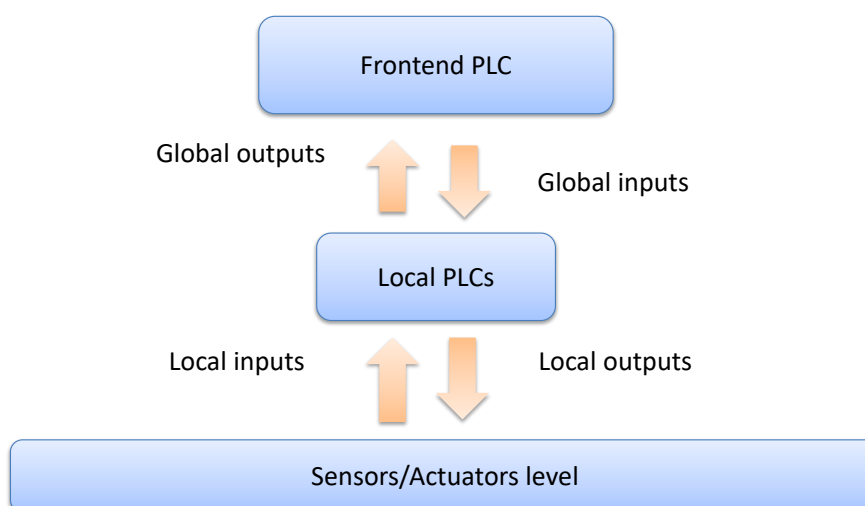 Frontend PLC
Global outputs
Global inputs
Local PLCs
Local inputs
Local outputs
Sensors/Actuators level